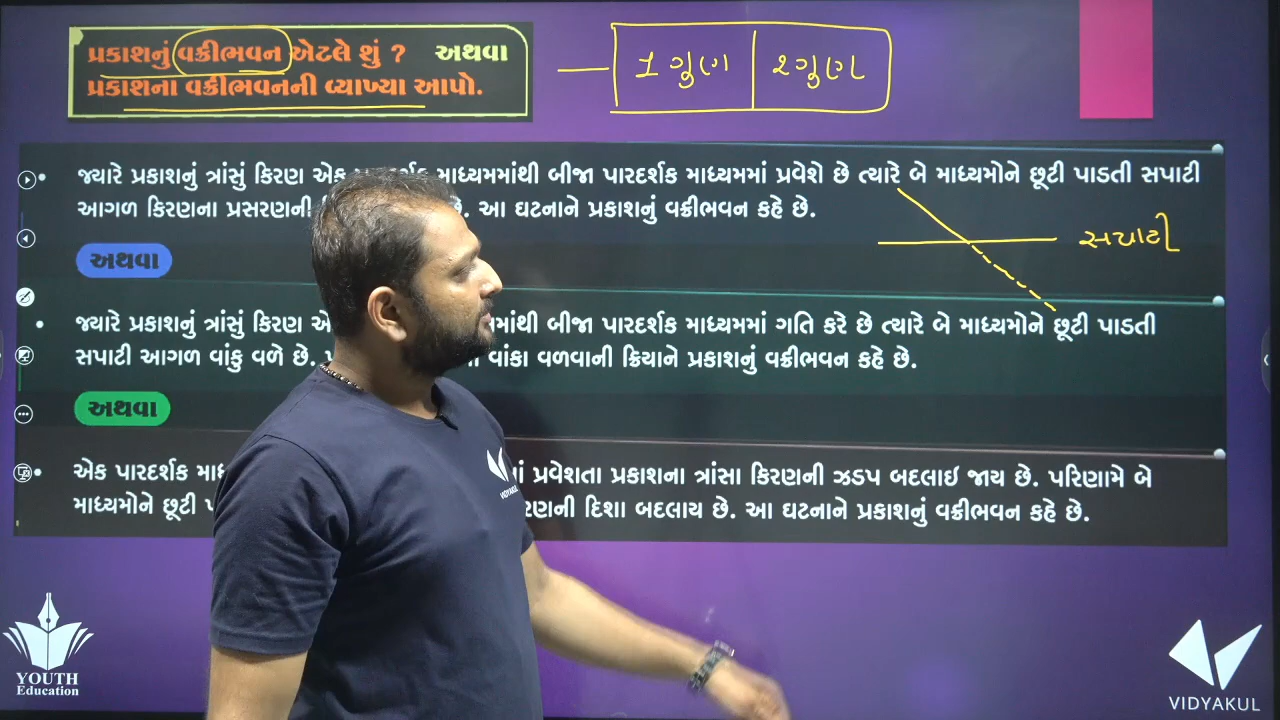 પ્રકાશનું વક્રીભવન એટલે શું ? અથવા
પ્રકાશના વક્રીભવનની વ્યાખ્યા આપો.
1 ગુણ 2 ગુણ
જ્યારે પ્રકાશનું ત્રાંસું કિરણ એક માધ્યમમાંથી બીજા પારદર્શક માધ્યમમાં પ્રવેશે છે ત્યારે બે માધ્યમોને છૂટી પાડતી સપાટી
આગળ કિરણના પ્રસરણની છે. આ ઘટનાને પ્રકાશનું વક્રીભવન કહે છે.
સપાટી
અથવા
જ્યારે પ્રકાશનું ત્રાંસું કિરણ બીજા પારદર્શક માધ્યમમાં ગતિ કરે છે ત્યારે બે માધ્યમોને છૂટી પાડતી
સપાટી આગળ વાંકુ વળે છે. વાંકા વળવાની ક્રિયાને પ્રકાશનું વક્રીભવન કહે છે.
અથવા
એક પારદર્શક પ્રવેશતા પ્રકાશના ત્રાંસા કિરણની ઝડપ બદલાઇ જાય છે. પરિણામે બે
માધ્યમોને છૂટી દિશા બદલાય છે. આ ઘટનાને પ્રકાશનું વક્રીભવન કહે છે.
VIDYAKUL
YOUTH
Education
VIDYAKUL